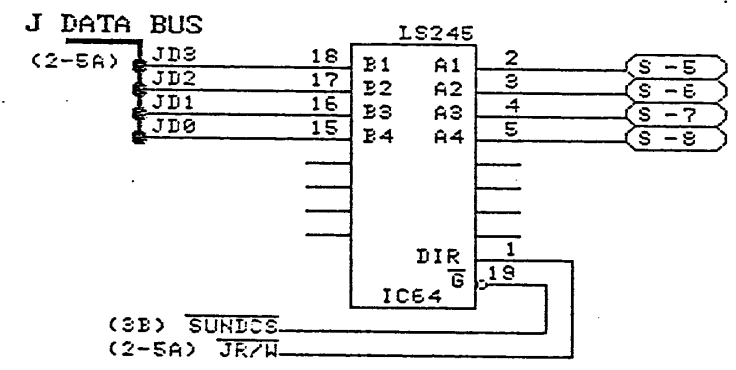 J DATA BUS
LS245
(2-5A) JD3 18 B1 A1 2 S -5
JD2 17 B2 A2 3 S -6
JD1 16 B3 A3 4 S -7
JD0 15 B4 A4 5 S -8
DIR 1
G 19
IC64
(3B) SUNDCS
(2-5A) JR/W